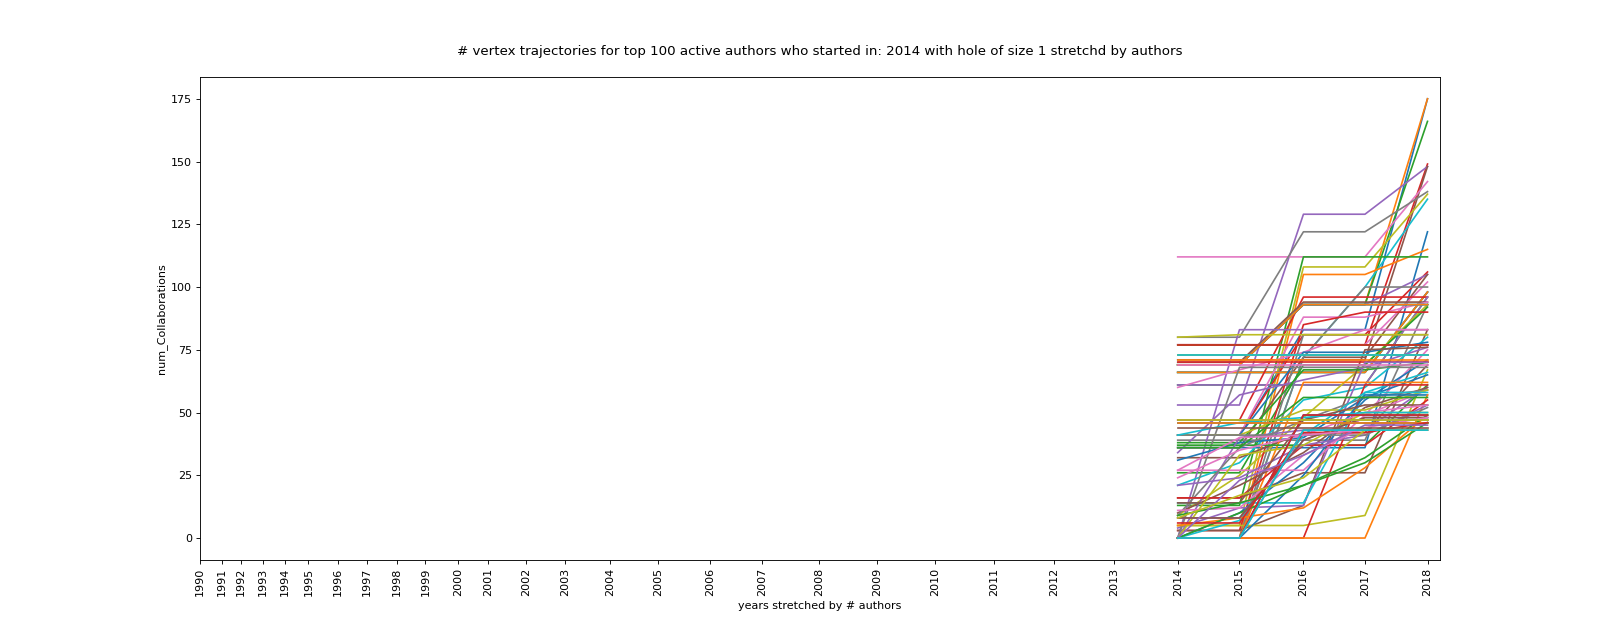 # vertex trajectories for top 100 active authors who started in: 2014 with hole of size 1 stretchd by authors
175
150
125
100
75
50
25
0
num_Collaborations
1990 1991 1992 1993 1994 1995 1996 1997 1998 1999 2000 2001 2002 2003 2004 2005 2006 2007 2008 2009 2010 2011 2012 2013 2014 2015 2016 2017 2018
years stretched by # authors